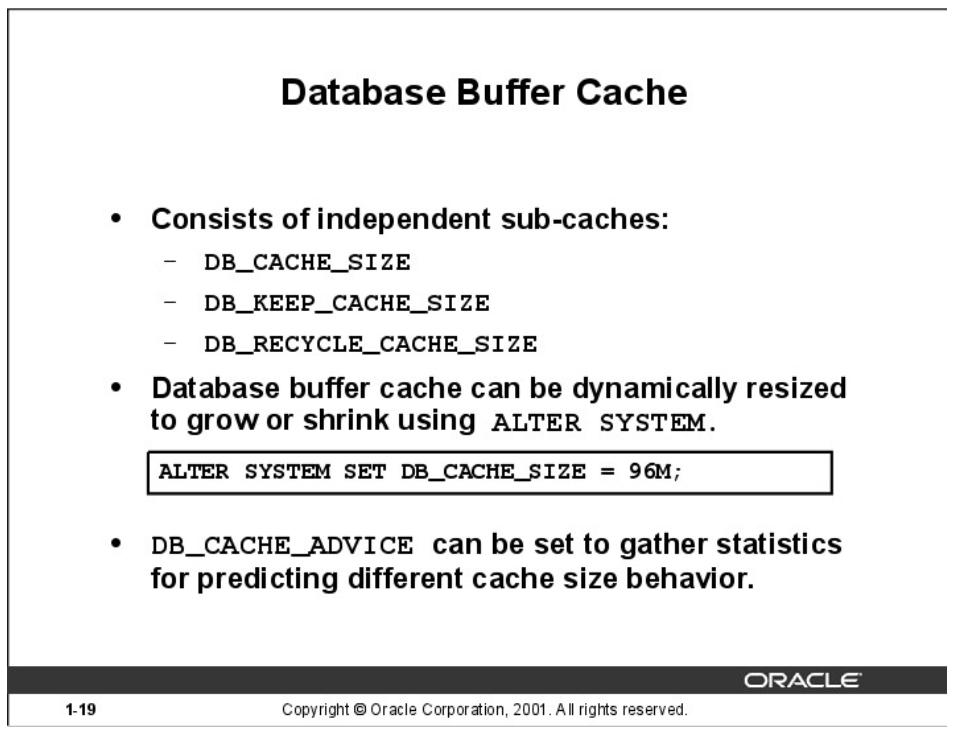 Database Buffer Cache
• Consists of independent sub-caches:
– DB_CACHE_SIZE
– DB_KEEP_CACHE_SIZE
– DB_RECYCLE_CACHE_SIZE
• Database buffer cache can be dynamically resized
to grow or shrink using ALTER SYSTEM.
ALTER SYSTEM SET DB_CACHE_SIZE = 96M;
• DB_CACHE_ADVICE can be set to gather statistics
for predicting different cache size behavior.
ORACLE
1-19 Copyright © Oracle Corporation, 2001. All rights reserved.